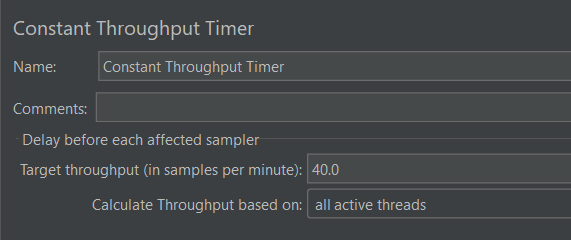 Constant Throughput Timer
Name: Constant Throughput Timer
Comments:
Delay before each affected sampler
Target throughput (in samples per minute): 40.0
Calculate Throughput based on: all active threads